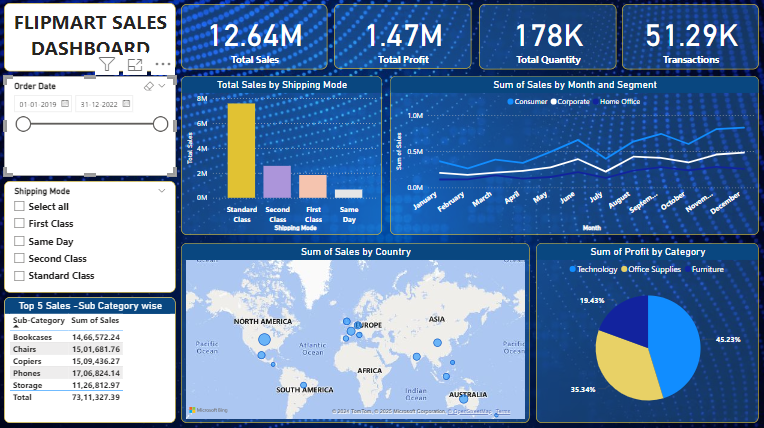 FLIPMART SALES
DASHBOARD
12.64M
Total Sales
1.47M
Total Profit
178K
Total Quantity
51.29K
Transactions
Order Date
01-01-2019
31-12-2022
Shipping Mode
Select all
First Class
Same Day
Second Class
Standard Class
Top 5 Sales -Sub Category wise
Sub-Category Sum of Sales
Bookcases 14,66,572.24
Chairs 15,01,681.76
Copiers 15,09,436.27
Phones 17,06,824.14
Storage 11,26,812.97
Total 73,11,327.39
Total Sales by Shipping Mode
Total Sales
8M
6M
4M
2M
0M
Standard Class
Second Class
First Class
Same Day
Shipping Mode
Sum of Sales by Month and Segment
Consumer Corporate Home Office
Sum of Sales
1.0M
0.5M
0.0M
January
February
March
April
May
June
July
August
Septem...
October
Novem...
December
Month
Sum of Sales by Country
NORTH AMERICA
EUROPE
ASIA
Pacific Ocean
Atlantic Ocean
Pacific Ocean
AFRICA
SOUTH AMERICA
Indian Ocean
AUSTRALIA
Microsoft Bing
© 2024 TomTom, © 2025 Microsoft Corporation, © OpenStreetMap Terms
Sum of Profit by Category
Technology Office Supplies Furniture
19.43%
45.23%
35.34%